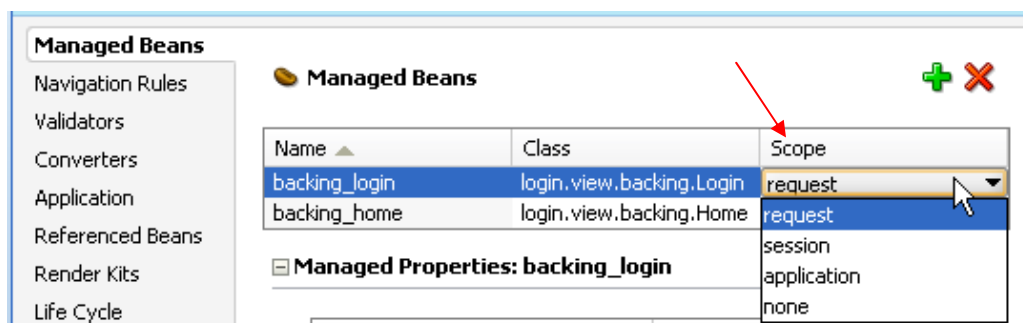 Managed Beans
Navigation Rules
Validators
Converters
Application
Referenced Beans
Render Kits
Life Cycle
Managed Beans
Name Class Scope
backing_login login.view.backing.Login request
backing_home login.view.backing.Home
request
session
application
none
Managed Properties: backing_login